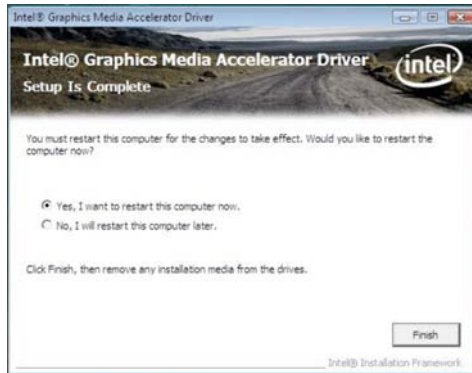 Intel® Graphics Media Accelerator Driver
Intel® Graphics Media Accelerator Driver
(intel)
Setup Is Complete
You must restart this computer for the changes to take effect. Would you like to restart the
computer now?
Yes, I want to restart this computer now.
No, I will restart this computer later.
Click Finish, then remove any installation media from the drives.
Finish
Intel® Installation Framework